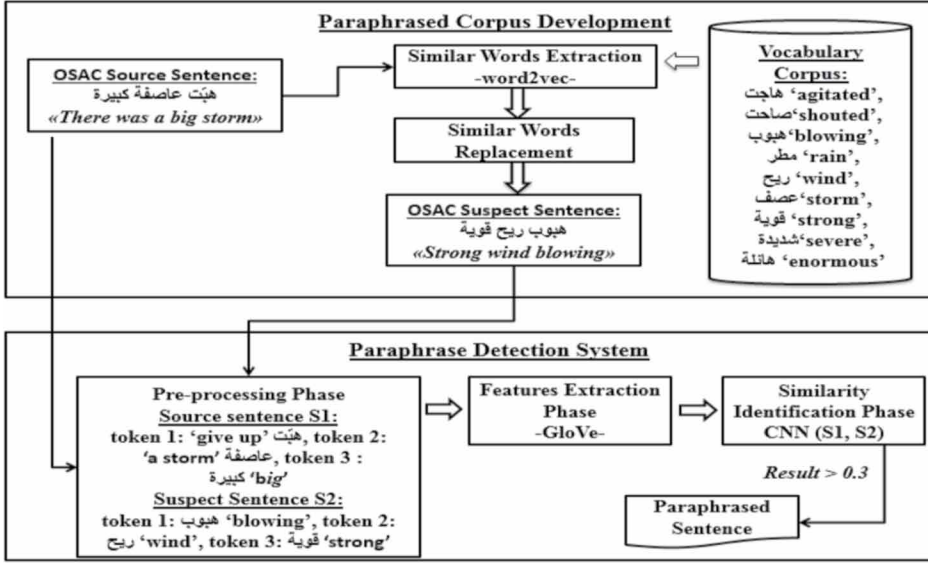 Paraphrased Corpus Development
OSAC Source Sentence:
هبّت عاصفة كبيرة
«There was a big storm»
Similar Words Extraction
-word2vec-
Similar Words
Replacement
OSAC Suspect Sentence:
هبوب ريح قوية
«Strong wind blowing»
Vocabulary
Corpus:
هاجت ‘agitated’,
صاحت ‘shouted’,
هبوب ‘blowing’,
مطر ‘rain’,
ريح ‘wind’,
عصف ‘storm’,
قوية ‘strong’,
شديدة ‘severe’,
هائلة ‘enormous’
Paraphrase Detection System
Pre-processing Phase
Source sentence S1:
token 1: ‘give up’ هبّت, token 2:
‘a storm’ عاصفة, token 3 :
كبيرة ‘big’
Suspect Sentence S2:
token 1: هبوب ‘blowing’, token 2:
ريح ‘wind’, token 3: قوية ‘strong’
Features Extraction
Phase
-GloVe-
Similarity
Identification Phase
CNN (S1, S2)
Result > 0.3
Paraphrased
Sentence